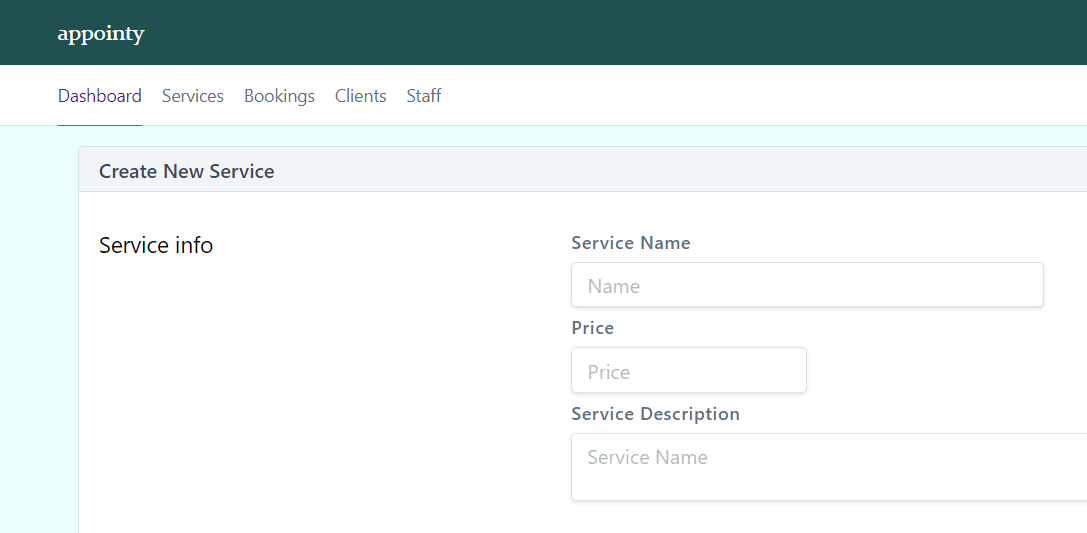 appointy
Dashboard Services Bookings Clients Staff
Create New Service
Service info
Service Name
Name
Price
Price
Service Description
Service Name